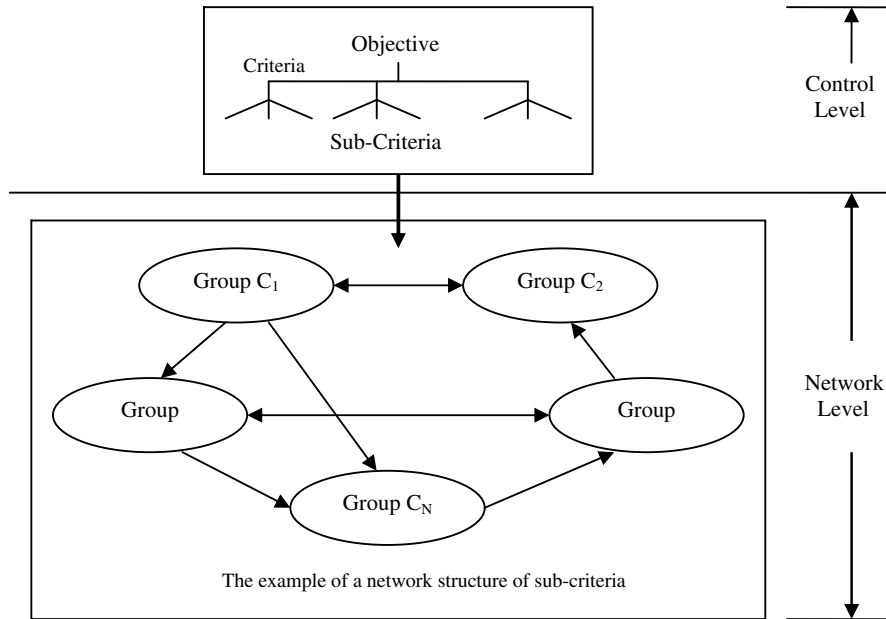 Objective
Criteria
Sub-Criteria
Control
Level
Group C₁
Group C₂
Group
Group
Network
Level
Group C_N
The example of a network structure of sub-criteria